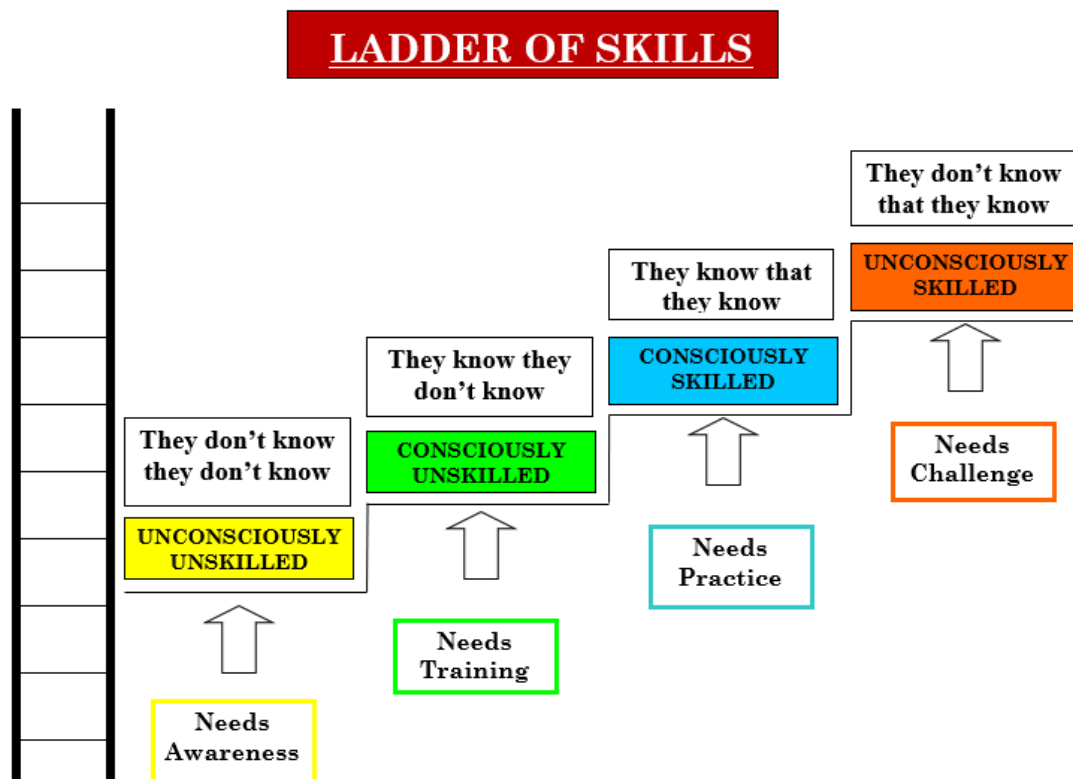 LADDER OF SKILLS
They don’t know
they don’t know
UNCONSCIOUSLY
UNSKILLED
Needs
Awareness
They know they
don’t know
CONSCIOUSLY
UNSKILLED
Needs
Training
They know that
they know
CONSCIOUSLY
SKILLED
Needs
Practice
They don’t know
that they know
UNCONSCIOUSLY
SKILLED
Needs
Challenge